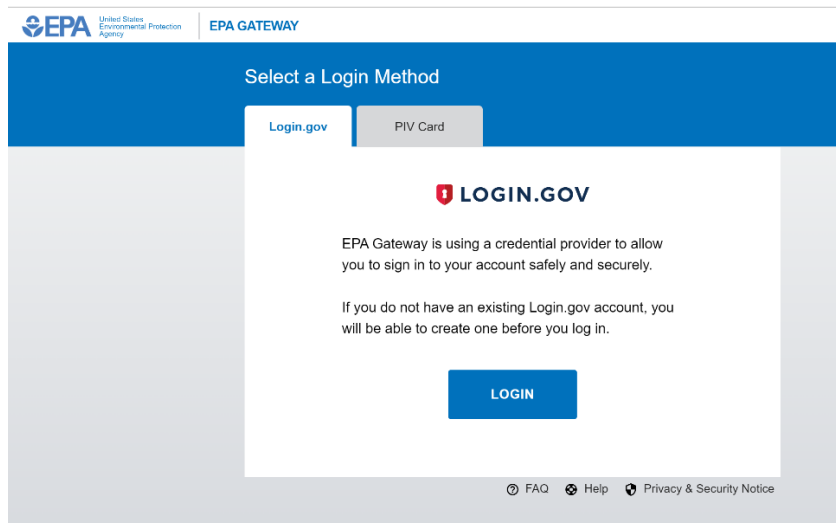 EPA
United States
Environmental Protection
Agency
EPA GATEWAY
Select a Login Method
Login.gov
PIV Card
LOGIN.GOV
EPA Gateway is using a credential provider to allow
you to sign in to your account safely and securely.
If you do not have an existing Login.gov account, you
will be able to create one before you log in.
LOGIN
FAQ
Help
Privacy & Security Notice